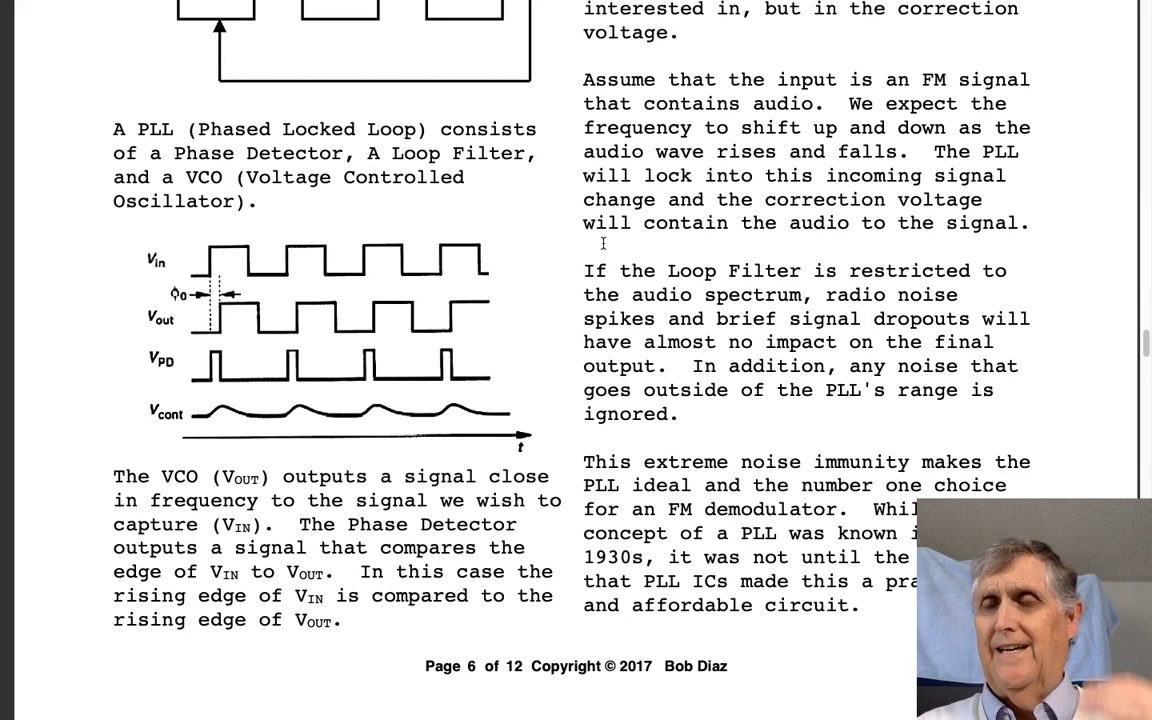 A PLL (Phased Locked Loop) consists
of a Phase Detector, A Loop Filter,
and a VCO (Voltage Controlled
Oscillator).
Vin
ϕo
Vout
VPD
Vcont
t
The VCO (VOUT) outputs a signal close
in frequency to the signal we wish to
capture (VIN).  The Phase Detector
outputs a signal that compares the
edge of VIN to VOUT.  In this case the
rising edge of VIN is compared to the
rising edge of VOUT.
interested in, but in the correction
voltage.
Assume that the input is an FM signal
that contains audio.  We expect the
frequency to shift up and down as the
audio wave rises and falls.  The PLL
will lock into this incoming signal
change and the correction voltage
will contain the audio to the signal.
If the Loop Filter is restricted to
the audio spectrum, radio noise
spikes and brief signal dropouts will
have almost no impact on the final
output.  In addition, any noise that
goes outside of the PLL's range is
ignored.
This extreme noise immunity makes the
PLL ideal and the number one choice
for an FM demodulator.
concept of a PLL was known
1930s, it was not until the
that PLL ICs made this a
and affordable circuit.
Page 6 of 12 Copyright © 2017 Bob Diaz